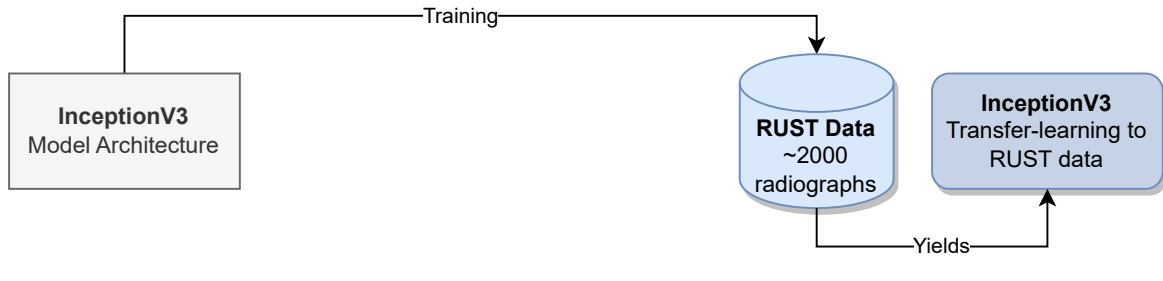 Training
InceptionV3
Model Architecture
RUST Data
~2000
radiographs
InceptionV3
Transfer-learning to
RUST data
Yields